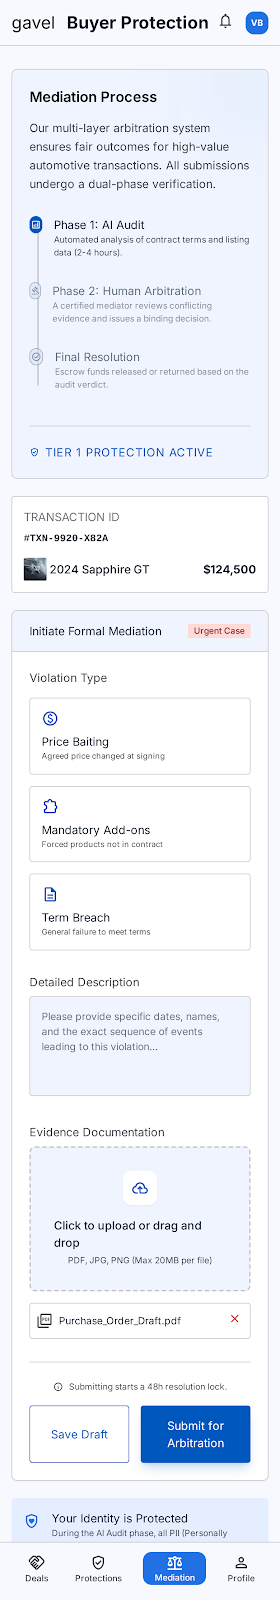 gavel Buyer Protection VB
Mediation Process
Our multi-layer arbitration system
ensures fair outcomes for high-value
automotive transactions. All submissions
undergo a dual-phase verification.
Phase 1: AI Audit
Automated analysis of contract terms and listing
data (2-4 hours).
Phase 2: Human Arbitration
A certified mediator reviews conflicting
evidence and issues a binding decision.
Final Resolution
Escrow funds released or returned based on the
audit verdict.
TIER 1 PROTECTION ACTIVE
TRANSACTION ID
#TXN-9920-X82A
2024 Sapphire GT $124,500
Initiate Formal Mediation Urgent Case
Violation Type
Price Baiting
Agreed price changed at signing
Mandatory Add-ons
Forced products not in contract
Term Breach
General failure to meet terms
Detailed Description
Please provide specific dates, names,
and the exact sequence of events
leading to this violation...
Evidence Documentation
Click to upload or drag and
drop
PDF, JPG, PNG (Max 20MB per file)
PDF Purchase_Order_Draft.pdf
Submitting starts a 48h resolution lock.
Save Draft
Submit for
Arbitration
Your Identity is Protected
During the AI Audit phase, all PII (Personally
Deals Protections Mediation Profile